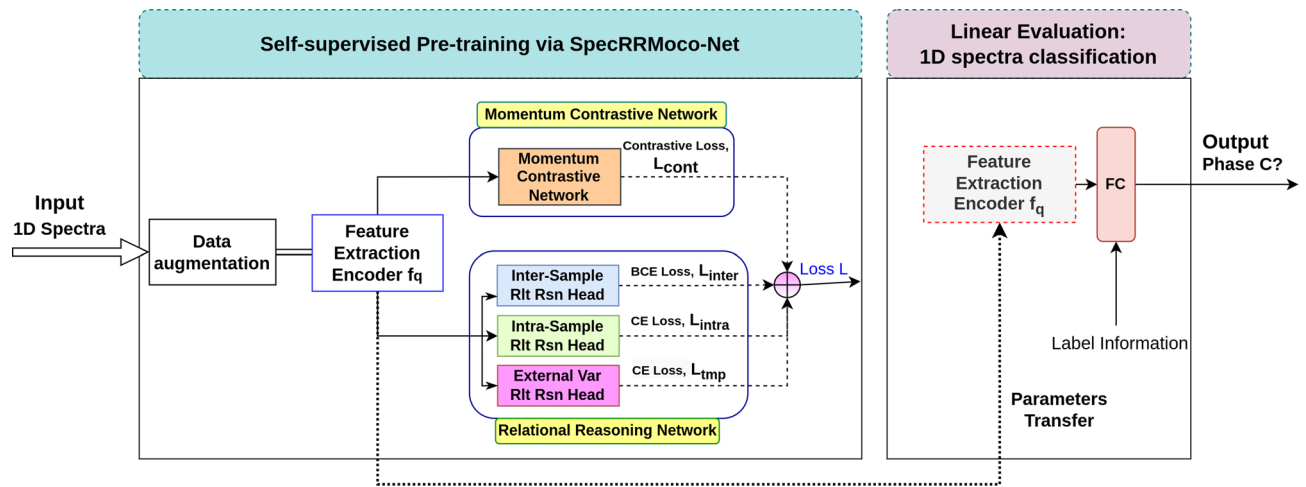 Self-supervised Pre-training via SpecRRMoco-Net
Linear Evaluation:
1D spectra classification
Momentum Contrastive Network
Momentum
Contrastive
Network
Contrastive Loss,
Lcont
Input
1D Spectra
Data
augmentation
Feature
Extraction
Encoder fq
Inter-Sample
Rlt Rsn Head
BCE Loss, Linter
Intra-Sample
Rlt Rsn Head
CE Loss, Lintra
External Var
Rlt Rsn Head
CE Loss, Ltmp
Relational Reasoning Network
Loss L
Feature
Extraction
Encoder fq
FC
Output
Phase C?
Label Information
Parameters
Transfer